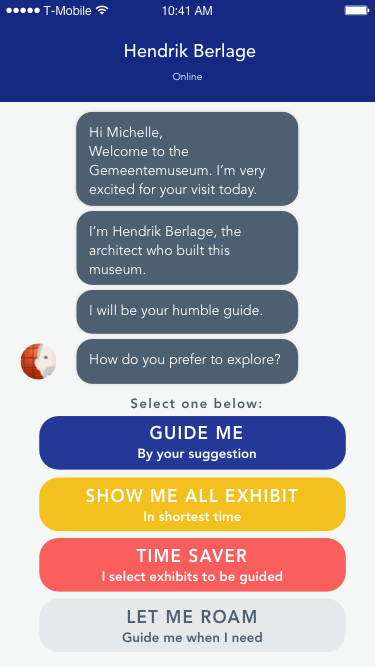 T-Mobile 10:41 AM
Hendrik Berlage
Online
Hi Michelle,
Welcome to the
Gemeentemuseum. I'm very
excited for your visit today.
I'm Hendrik Berlage, the
architect who built this
museum.
I will be your humble guide.
How do you prefer to explore?
Select one below:
GUIDE ME
By your suggestion
SHOW ME ALL EXHIBIT
In shortest time
TIME SAVER
I select exhibits to be guided
LET ME ROAM
Guide me when I need